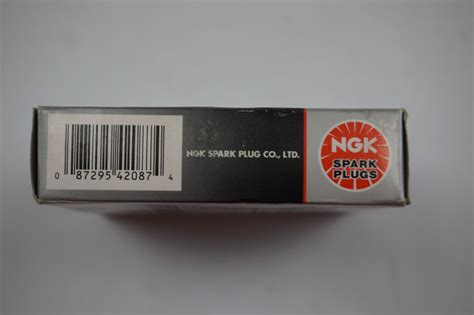 0 87295 42087 4
NGK SPARK PLUG CO., LTD.
NGK
SPARK
PLUGS